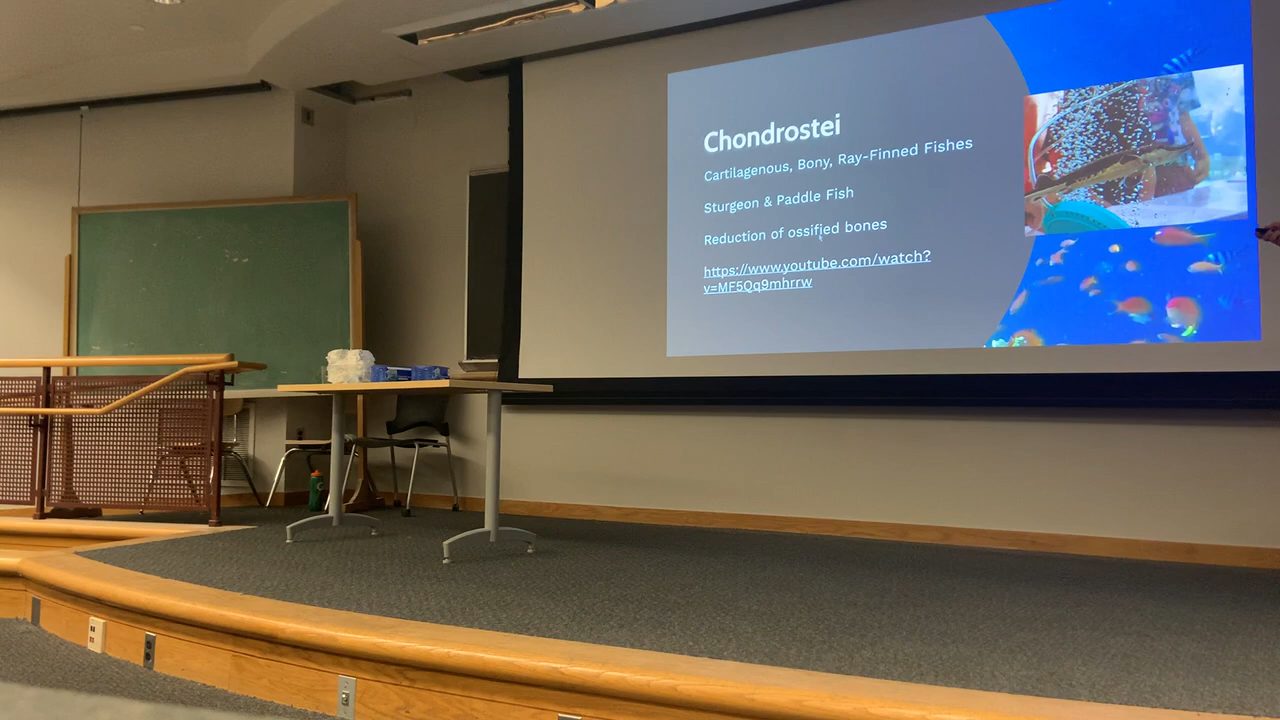 Chondrostei
Cartilagenous, Bony, Ray-Finned Fishes
Sturgeon & Paddle Fish
Reduction of ossified bones
https://www.youtube.com/watch?
v=MF5Qq9mhrrw